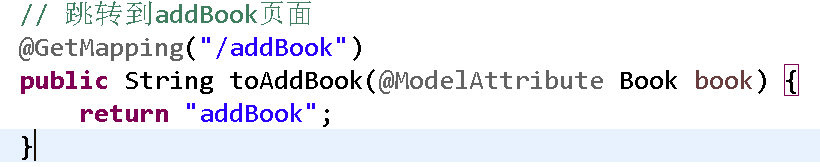 // 跳转到addBook页面
@GetMapping("/addBook")
public String toAddBook(@ModelAttribute Book book) {
    return "addBook";
}